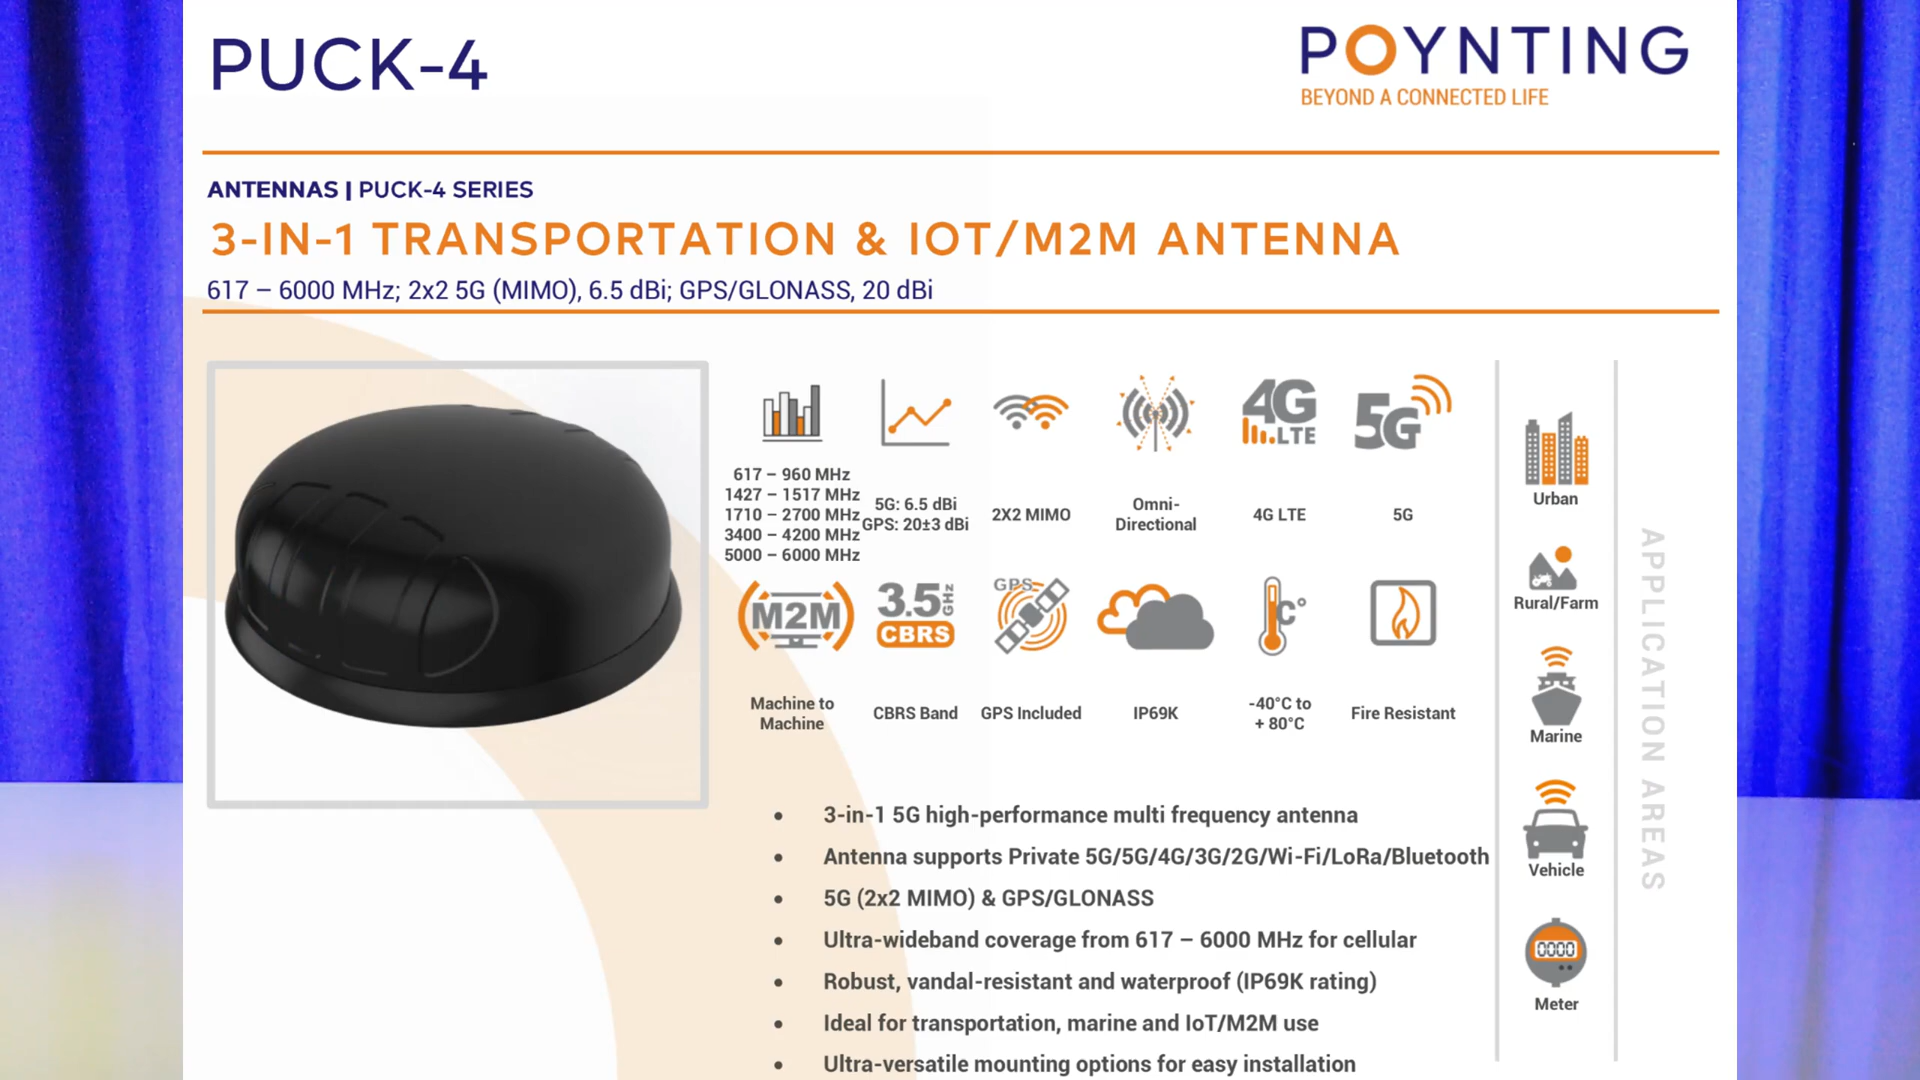 PUCK-4
POYNTING
BEYOND A CONNECTED LIFE
ANTENNAS | PUCK-4 SERIES
3-IN-1 TRANSPORTATION & IOT/M2M ANTENNA
617 – 6000 MHz; 2x2 5G (MIMO), 6.5 dBi; GPS/GLONASS, 20 dBi
4G
LTE
5G
617 – 960 MHz
1427 – 1517 MHz
1710 – 2700 MHz
3400 – 4200 MHz
5000 – 6000 MHz
5G: 6.5 dBi
GPS: 20±3 dBi
2X2 MIMO
Omni-
Directional
4G LTE
5G
M2M
3.5 GHz
CBRS
GPS
C°
Machine to
Machine
CBRS Band
GPS Included
IP69K
-40°C to
+ 80°C
Fire Resistant
• 3-in-1 5G high-performance multi frequency antenna
• Antenna supports Private 5G/5G/4G/3G/2G/Wi-Fi/LoRa/Bluetooth
• 5G (2x2 MIMO) & GPS/GLONASS
• Ultra-wideband coverage from 617 – 6000 MHz for cellular
• Robust, vandal-resistant and waterproof (IP69K rating)
• Ideal for transportation, marine and IoT/M2M use
• Ultra-versatile mounting options for easy installation
Urban
Rural/Farm
Marine
Vehicle
0000
Meter
APPLICATION AREAS